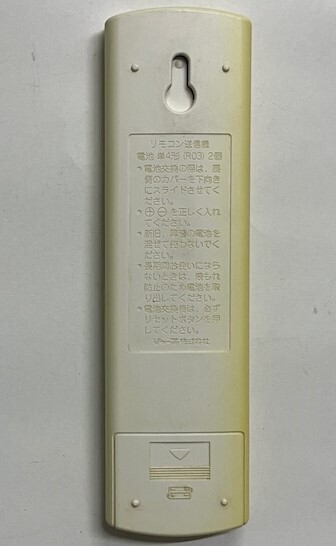 リモコン送信機
電池 単4形 (R03) 2個
・電池交換の際は、裏
側のカバーを下向き
にスライドさせてく
ださい。
・⊕⊖を正しく入れ
てください。
・新旧、異種の電池を
混ぜて使わないでく
ださい。
・長期間お使いになら
ないときは、液もれ
防止のため電池を取
り出してください。
・電池交換後は、必ず
リセットボタンを押
してください。